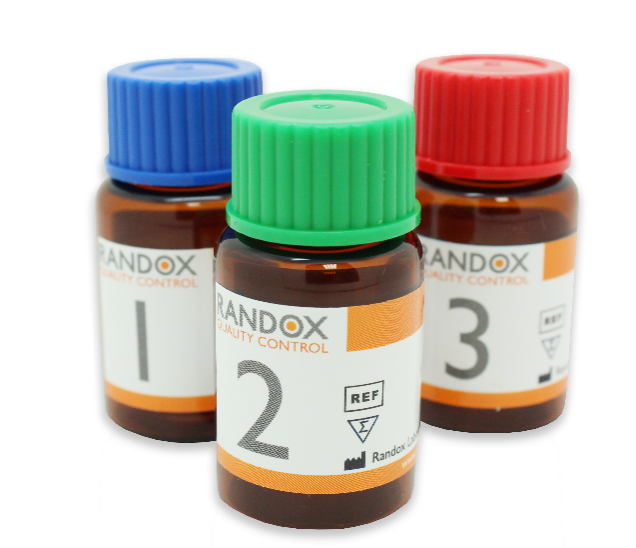 RANDOX
QUALITY CONTROL
1
RANDOX
QUALITY CONTROL
2
REF
Σ
Randox
RANDOX
QUALITY CONTROL
3
REF
Σ